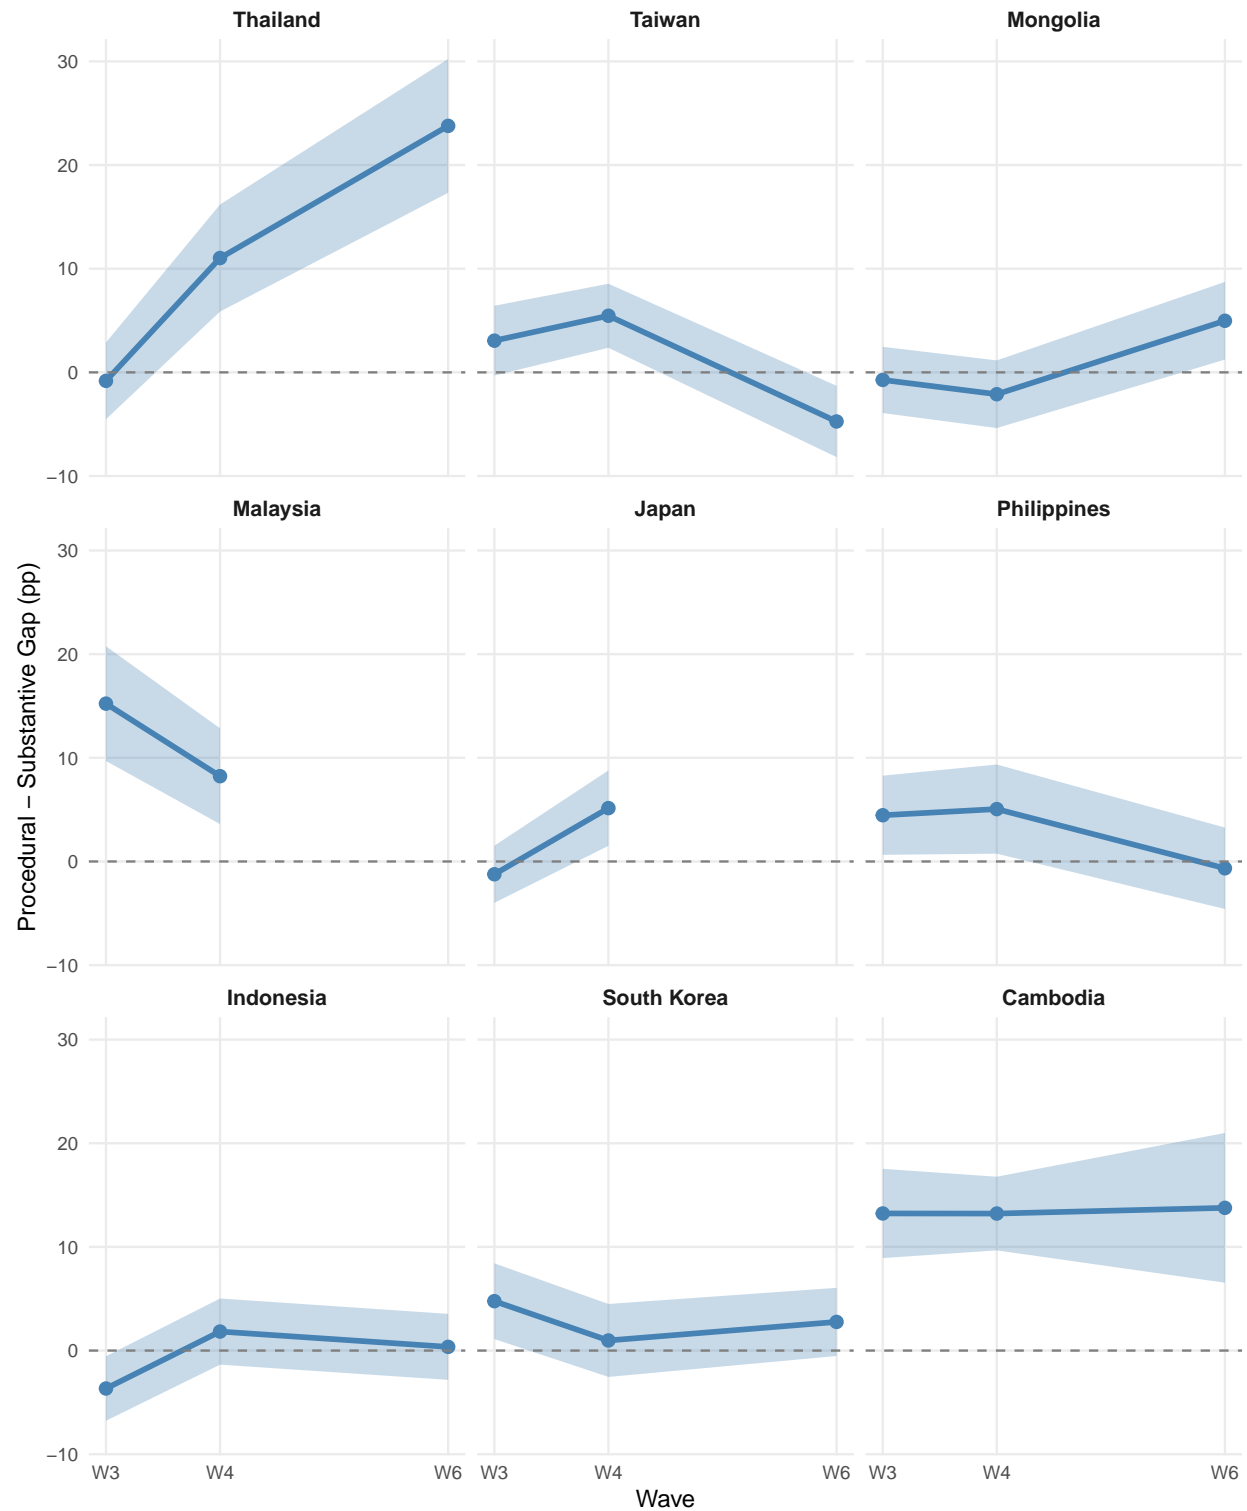 Thailand
Taiwan
Mongolia
30
20
10
0
−10
Malaysia
Japan
Philippines
30
20
10
0
−10
Procedural − Substantive Gap (pp)
Indonesia
South Korea
Cambodia
30
20
10
0
−10
W3
W4
W6
W3
W4
W6
W3
W4
W6
Wave